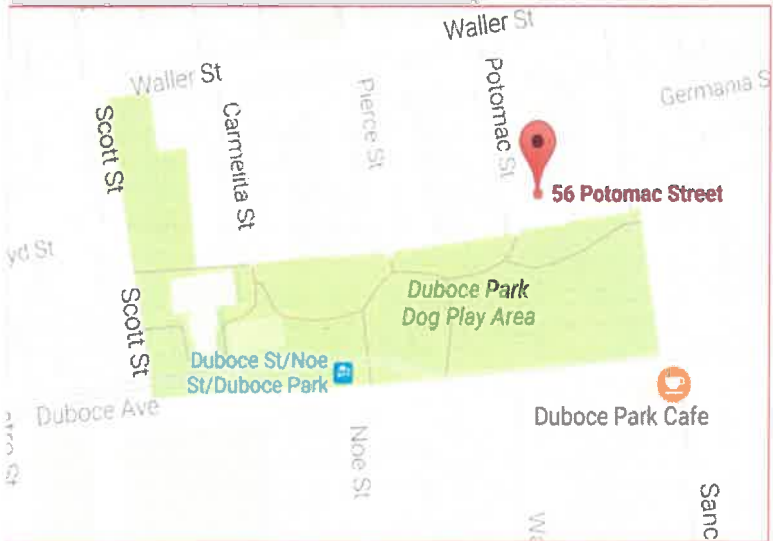 Waller St
Waller St
Scott St
Carmelita St
Pierce St
Potomac St
Germania S
56 Potomac Street
yd St
Scott St
Duboce Park
Dog Play Area
Duboce St/Noe
St/Duboce Park
Duboce Ave
Duboce Park Cafe
Noe St
Sanc